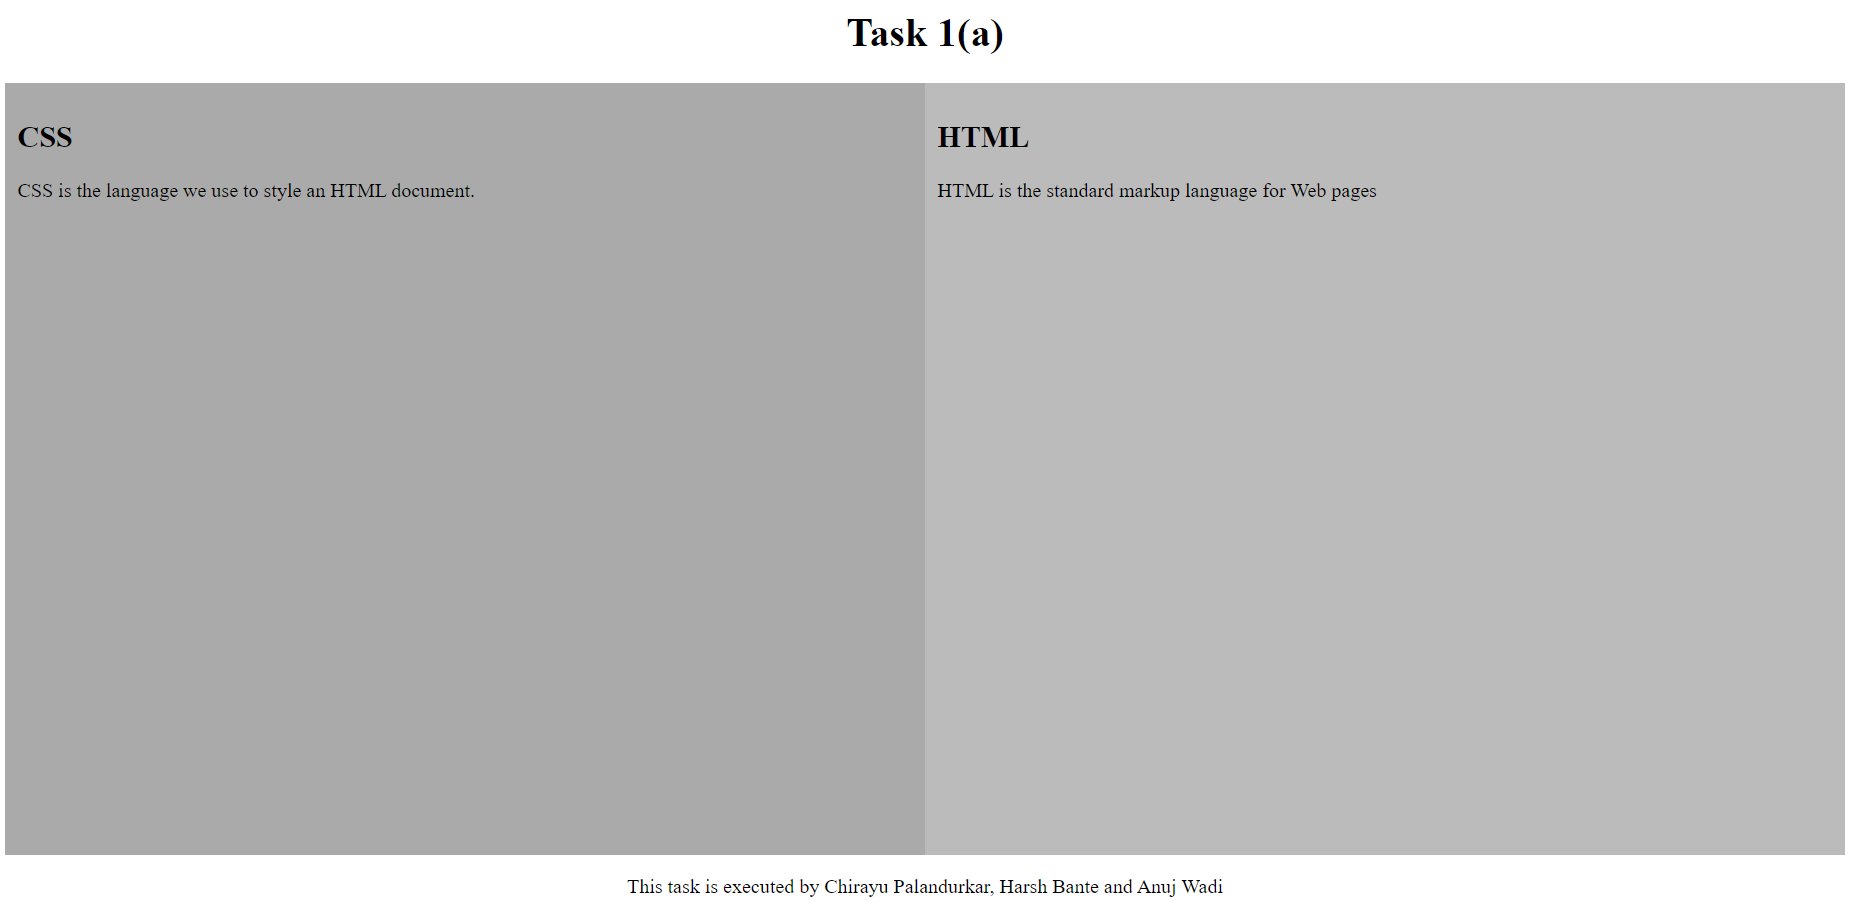 Task 1(a)
CSS
CSS is the language we use to style an HTML document.
HTML
HTML is the standard markup language for Web pages
This task is executed by Chirayu Palandurkar, Harsh Bante and Anuj Wadi